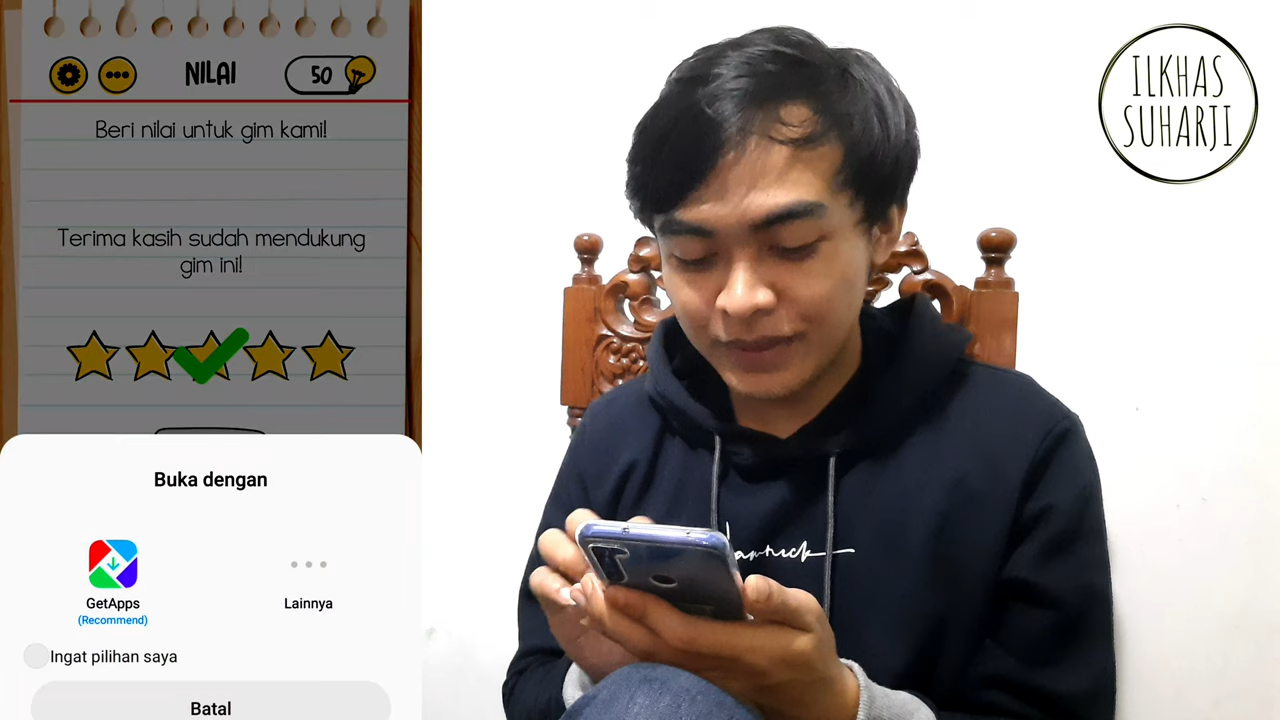 NILAI
50
Beri nilai untuk gim kami!
Terima kasih sudah mendukung
gim ini!
Buka dengan
GetApps
(Recommend)
Lainnya
Ingat pilihan saya
Batal
ILKHAS
SUHARJI